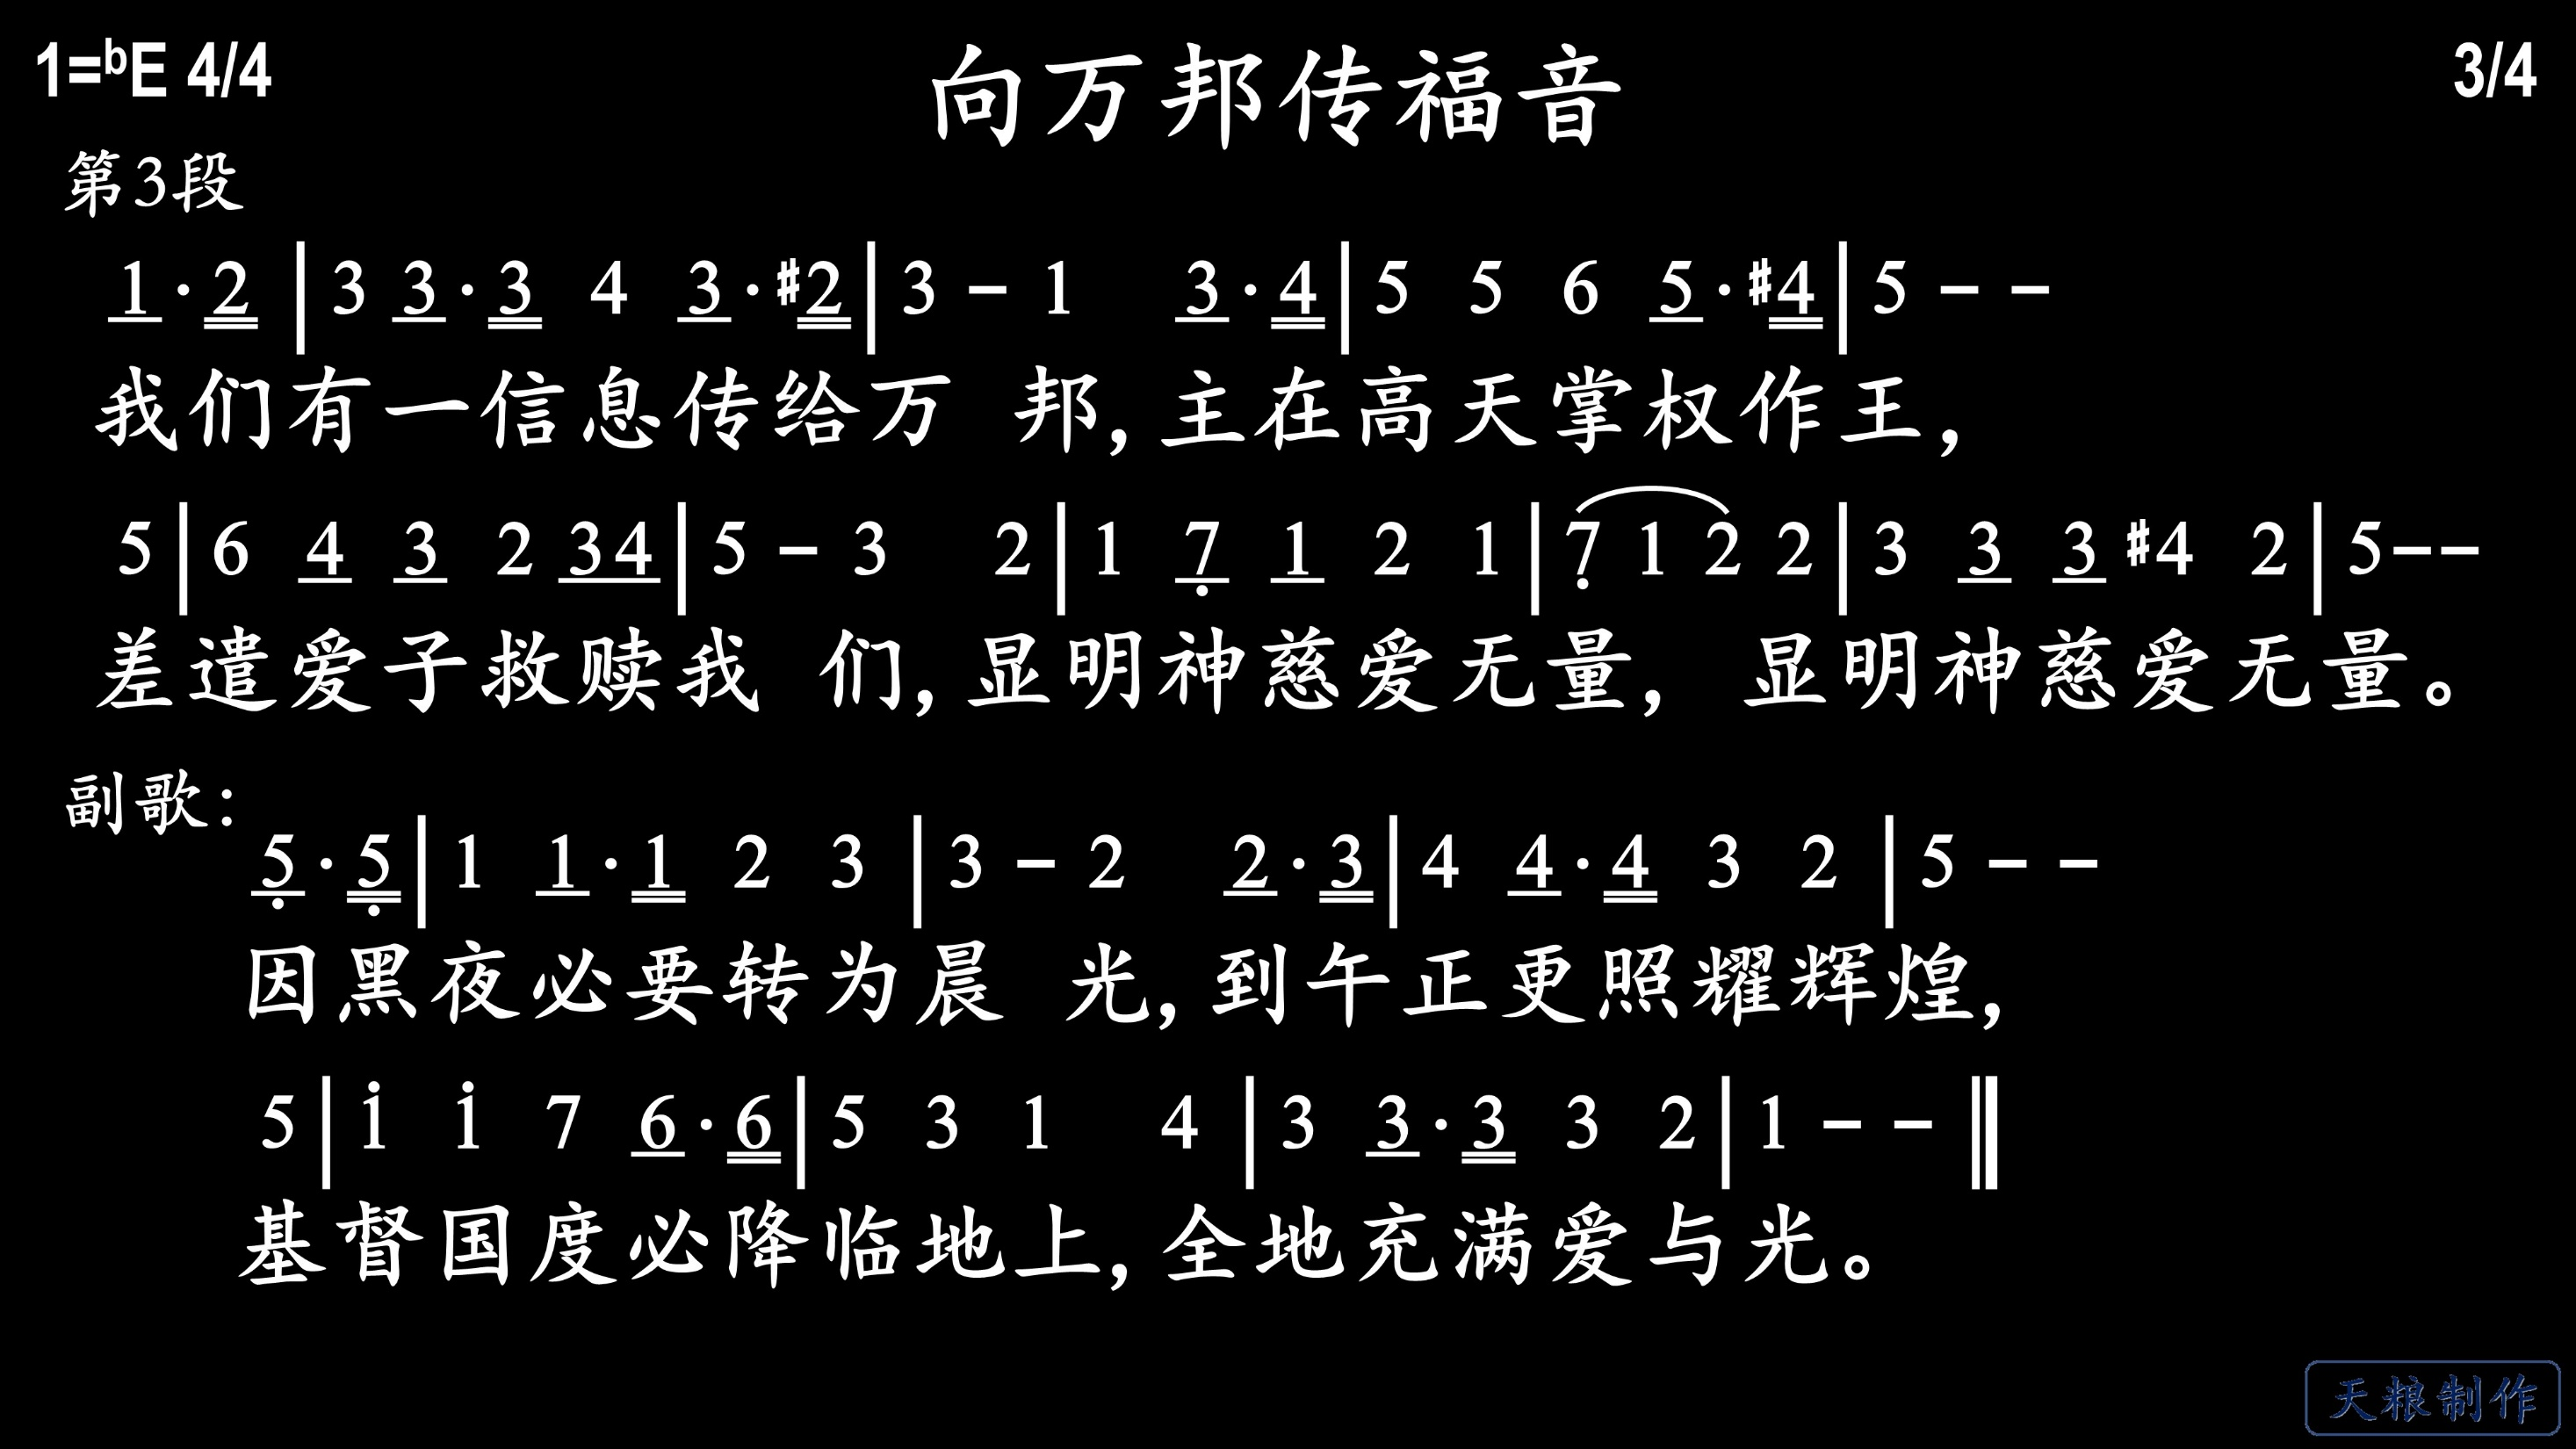 1=bE 4/4
向万邦传福音
3/4
第3段
1·2 | 3 3·3 4 3·#2 | 3 – 1 3·4 | 5 5 6 5·#4 | 5 – –
我们有一信息传给万 邦,主在高天掌权作王,
5 | 6 4 3 2 34 | 5 – 3 2 | 1 7 1 2 1 | 7 1 2 2 | 3 3 3 #4 2 | 5––
差遣爱子救赎我 们,显明神慈爱无量, 显明神慈爱无量。
副歌:
5·5 | 1 1·1 2 3 | 3 – 2 2·3 | 4 4·4 3 2 | 5 – –
因黑夜必要转为晨 光,到午正更照耀辉煌,
5 | i i 7 6·6 | 5 3 1 4 | 3 3·3 3 2 | 1 – – ‖
基督国度必降临地上,全地充满爱与光。
天粮制作